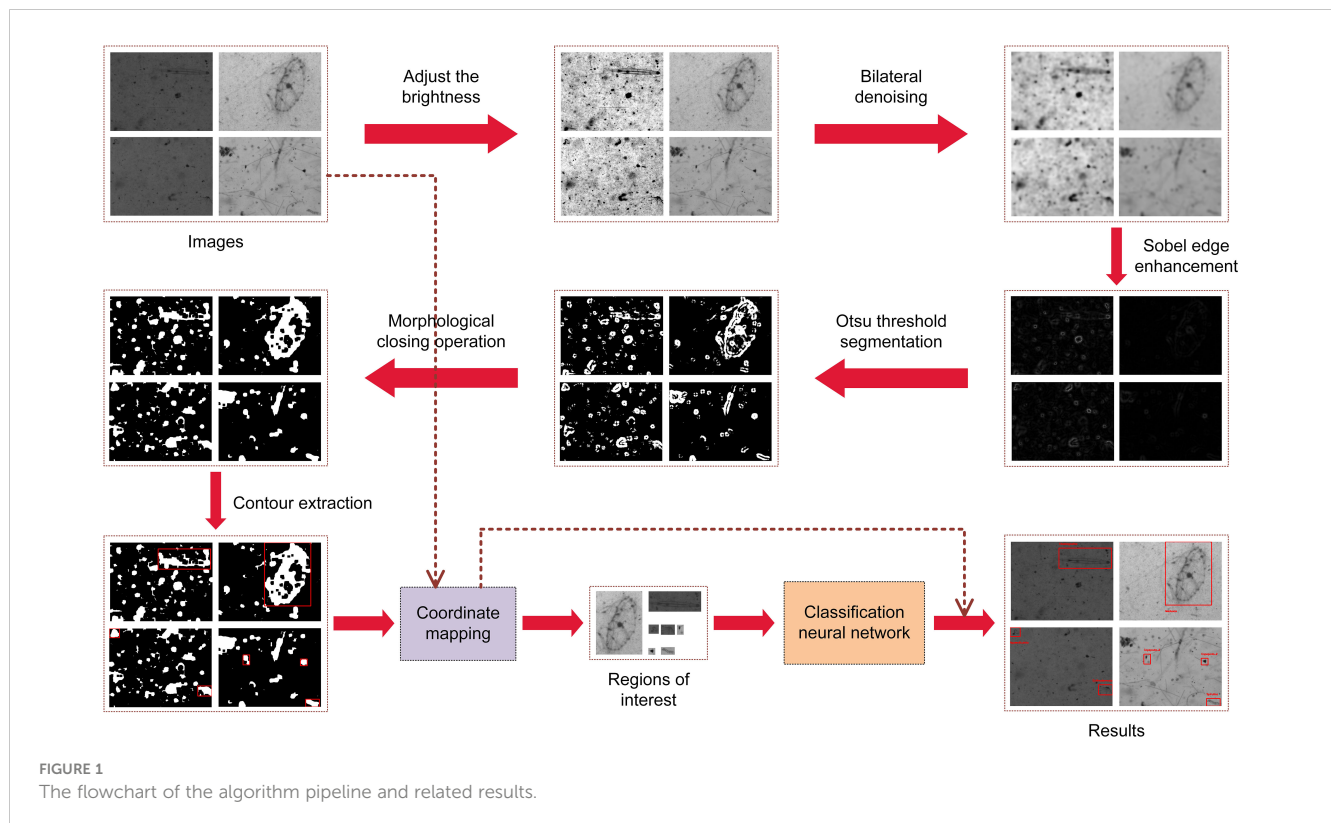 Adjust the
brightness
Bilateral
denoising
Images
Sobel edge
enhancement
Otsu threshold
segmentation
Morphological
closing operation
Contour extraction
Coordinate
mapping
Regions of
interest
Classification
neural network
Results
FIGURE 1
The flowchart of the algorithm pipeline and related results.